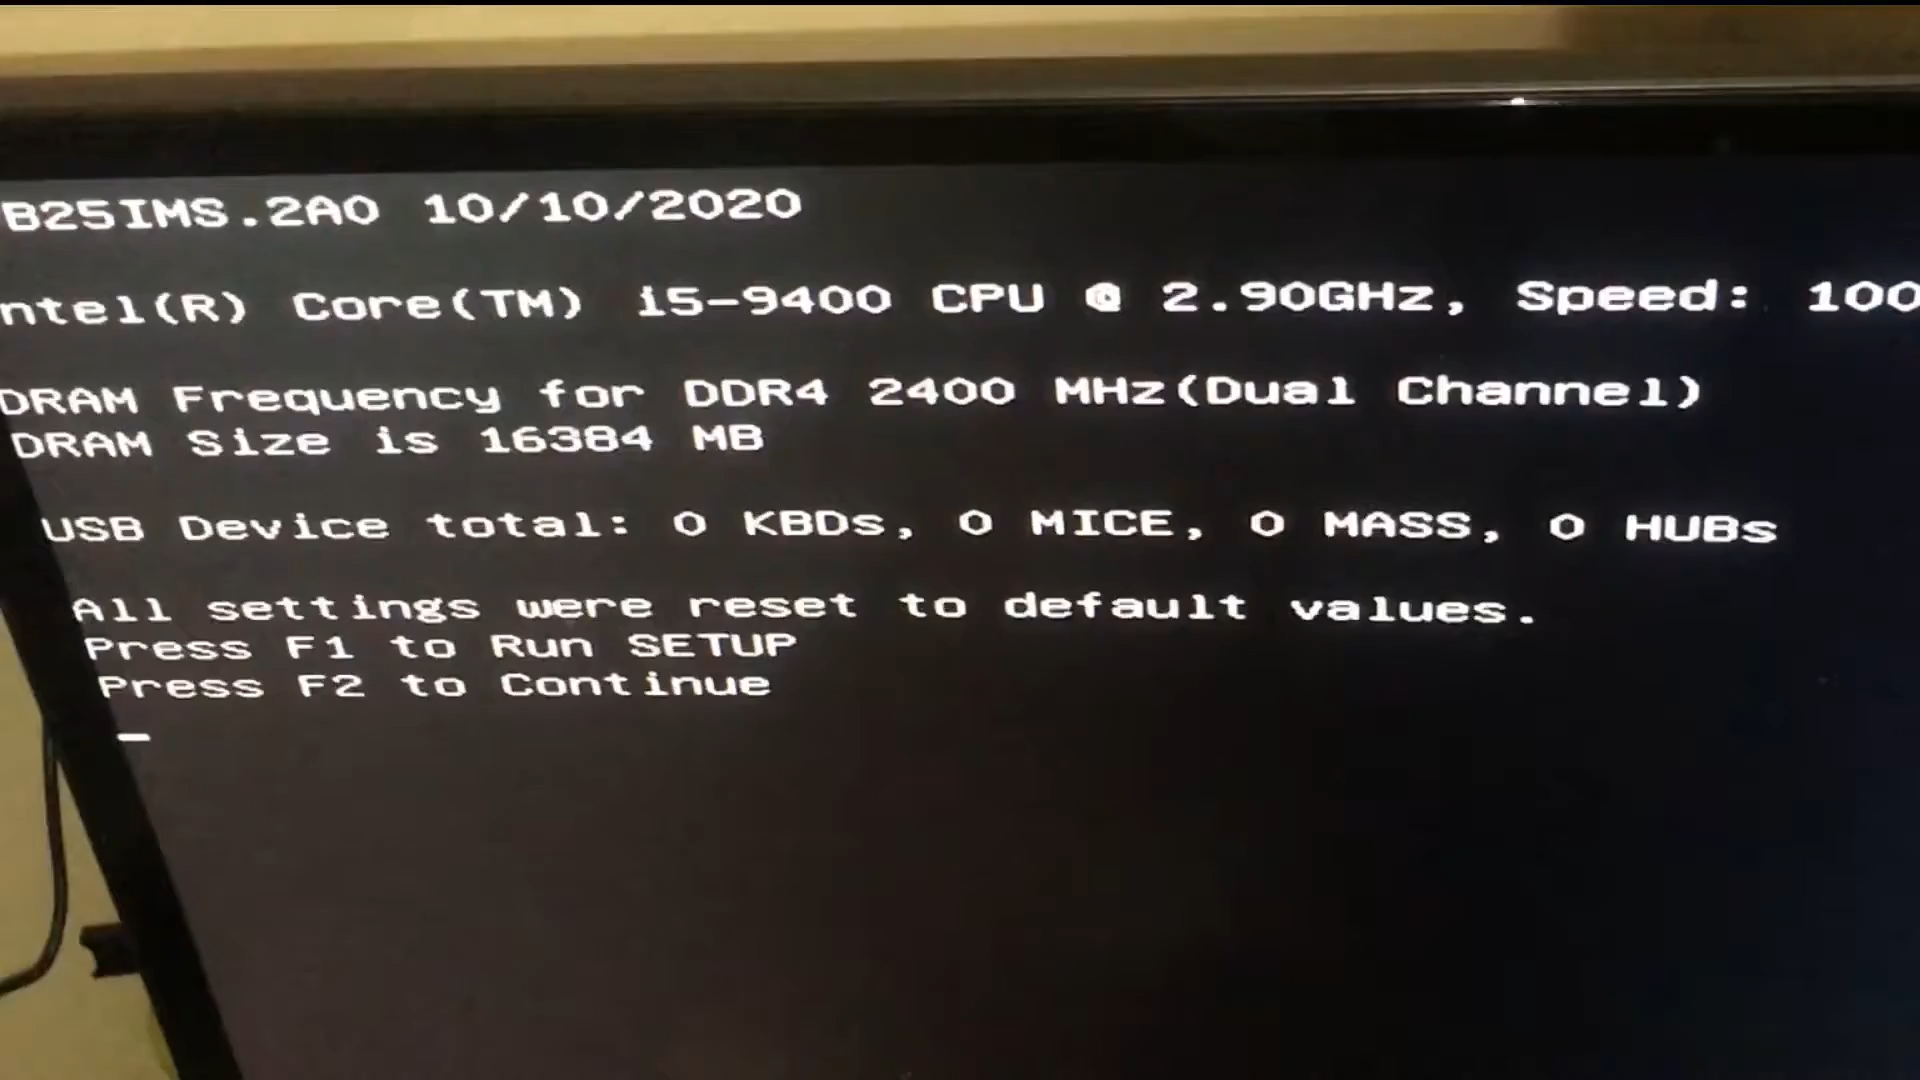 B25IMS.2A0 10/10/2020
ntel(R) Core(TM) i5-9400 CPU @ 2.90GHz, Speed: 100
DRAM Frequency for DDR4 2400 MHz(Dual Channel)
DRAM Size is 16384 MB
USB Device total: 0 KBDs, 0 MICE, 0 MASS, 0 HUBs
All settings were reset to default values.
Press F1 to Run SETUP
Press F2 to Continue
_